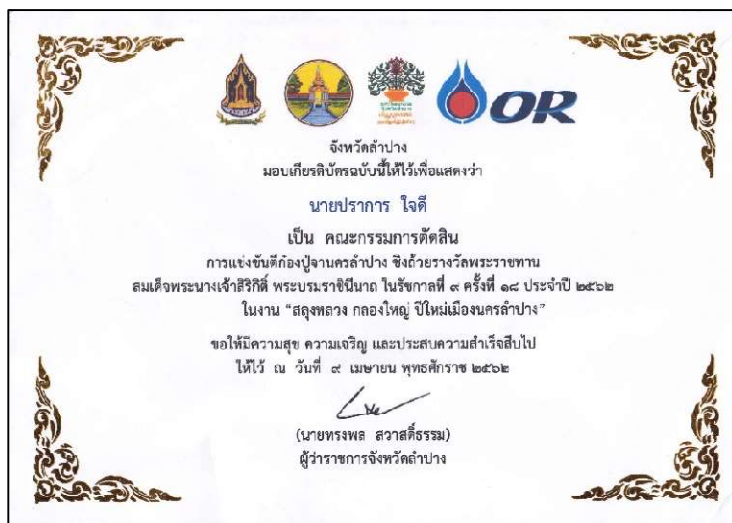 OR
จังหวัดลำปาง
มอบเกียรติบัตรฉบับนี้ให้ไว้เพื่อแสดงว่า
นายปราการ ใจดี
เป็น คณะกรรมการตัดสิน
การแข่งขันตีก๋องปู่จานครลำปาง ชิงถ้วยรางวัลพระราชทาน
สมเด็จพระนางเจ้าสิริกิติ์ พระบรมราชินีนาถ ในรัชกาลที่ ๙ ครั้งที่ ๑๘ ประจำปี ๒๕๖๒
ในงาน “สลุงหลวง กลองใหญ่ ปีใหม่เมืองนครลำปาง”
ขอให้มีความสุข ความเจริญ และประสบความสำเร็จสืบไป
ให้ไว้ ณ วันที่ ๙ เมษายน พุทธศักราช ๒๕๖๒
(นายทรงพล สวาสดิ์ธรรม)
ผู้ว่าราชการจังหวัดลำปาง